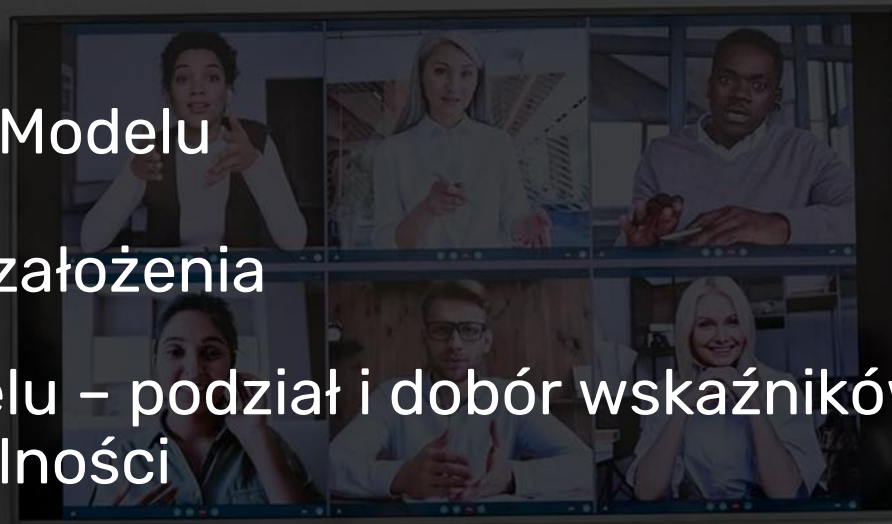 Modelu
założenia
elu – podział i dobór wskaźników
lności